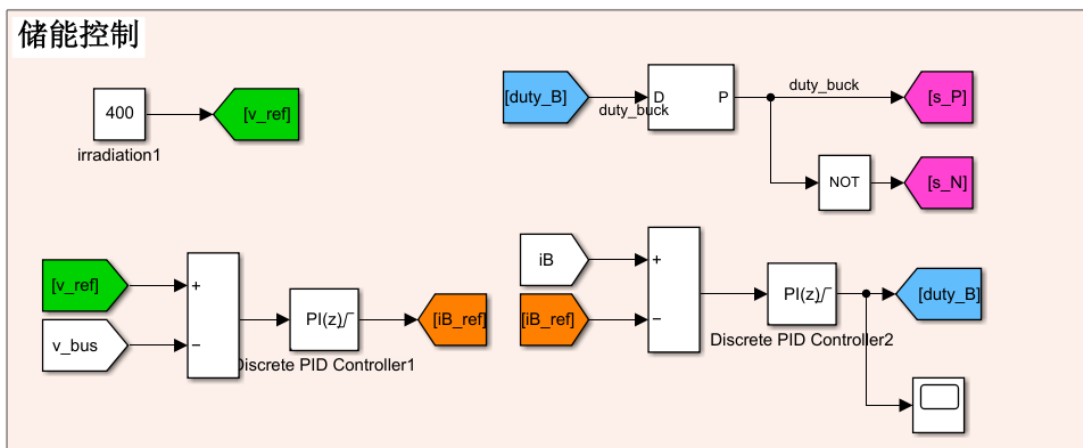 储能控制
400
[v_ref]
irradiation1
[duty_B]
duty_buck
D
P
duty_buck
[s_P]
NOT
[s_N]
[v_ref]
v_bus
+
−
PI(z)
[iB_ref]
Discrete PID Controller1
iB
[iB_ref]
+
−
PI(z)
[duty_B]
Discrete PID Controller2